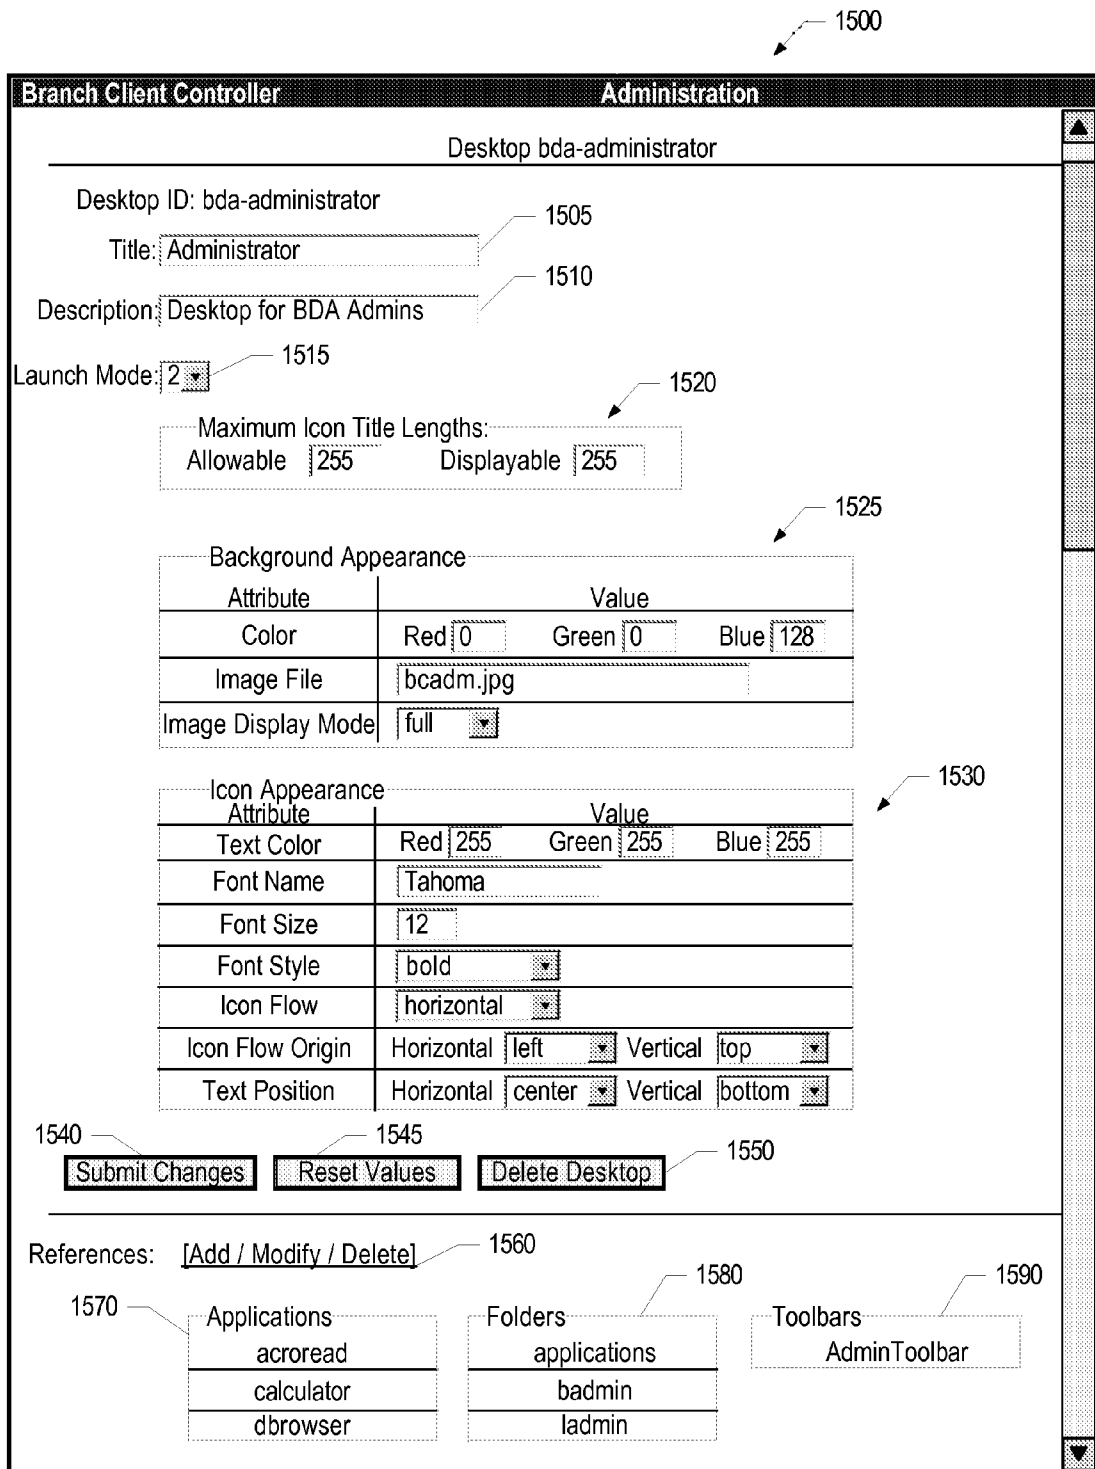 1500
Branch Client Controller Administration
Desktop bda-administrator
Desktop ID: bda-administrator
1505
Title: Administrator
1510
Description: Desktop for BDA Admins
1515
Launch Mode: 2
1520
Maximum Icon Title Lengths:
Allowable 255 Displayable 255
1525
Background Appearance
Attribute Value
Color Red 0 Green 0 Blue 128
Image File bcadm.jpg
Image Display Mode full
1530
Icon Appearance
Attribute Value
Text Color Red 255 Green 255 Blue 255
Font Name Tahoma
Font Size 12
Font Style bold
Icon Flow horizontal
Icon Flow Origin Horizontal left Vertical top
Text Position Horizontal center Vertical bottom
1540 1545 1550
Submit Changes Reset Values Delete Desktop
References: [Add / Modify / Delete] 1560
1570 1580 1590
Applications Folders Toolbars
acroread applications AdminToolbar
calculator badmin
dbrowser ladmin